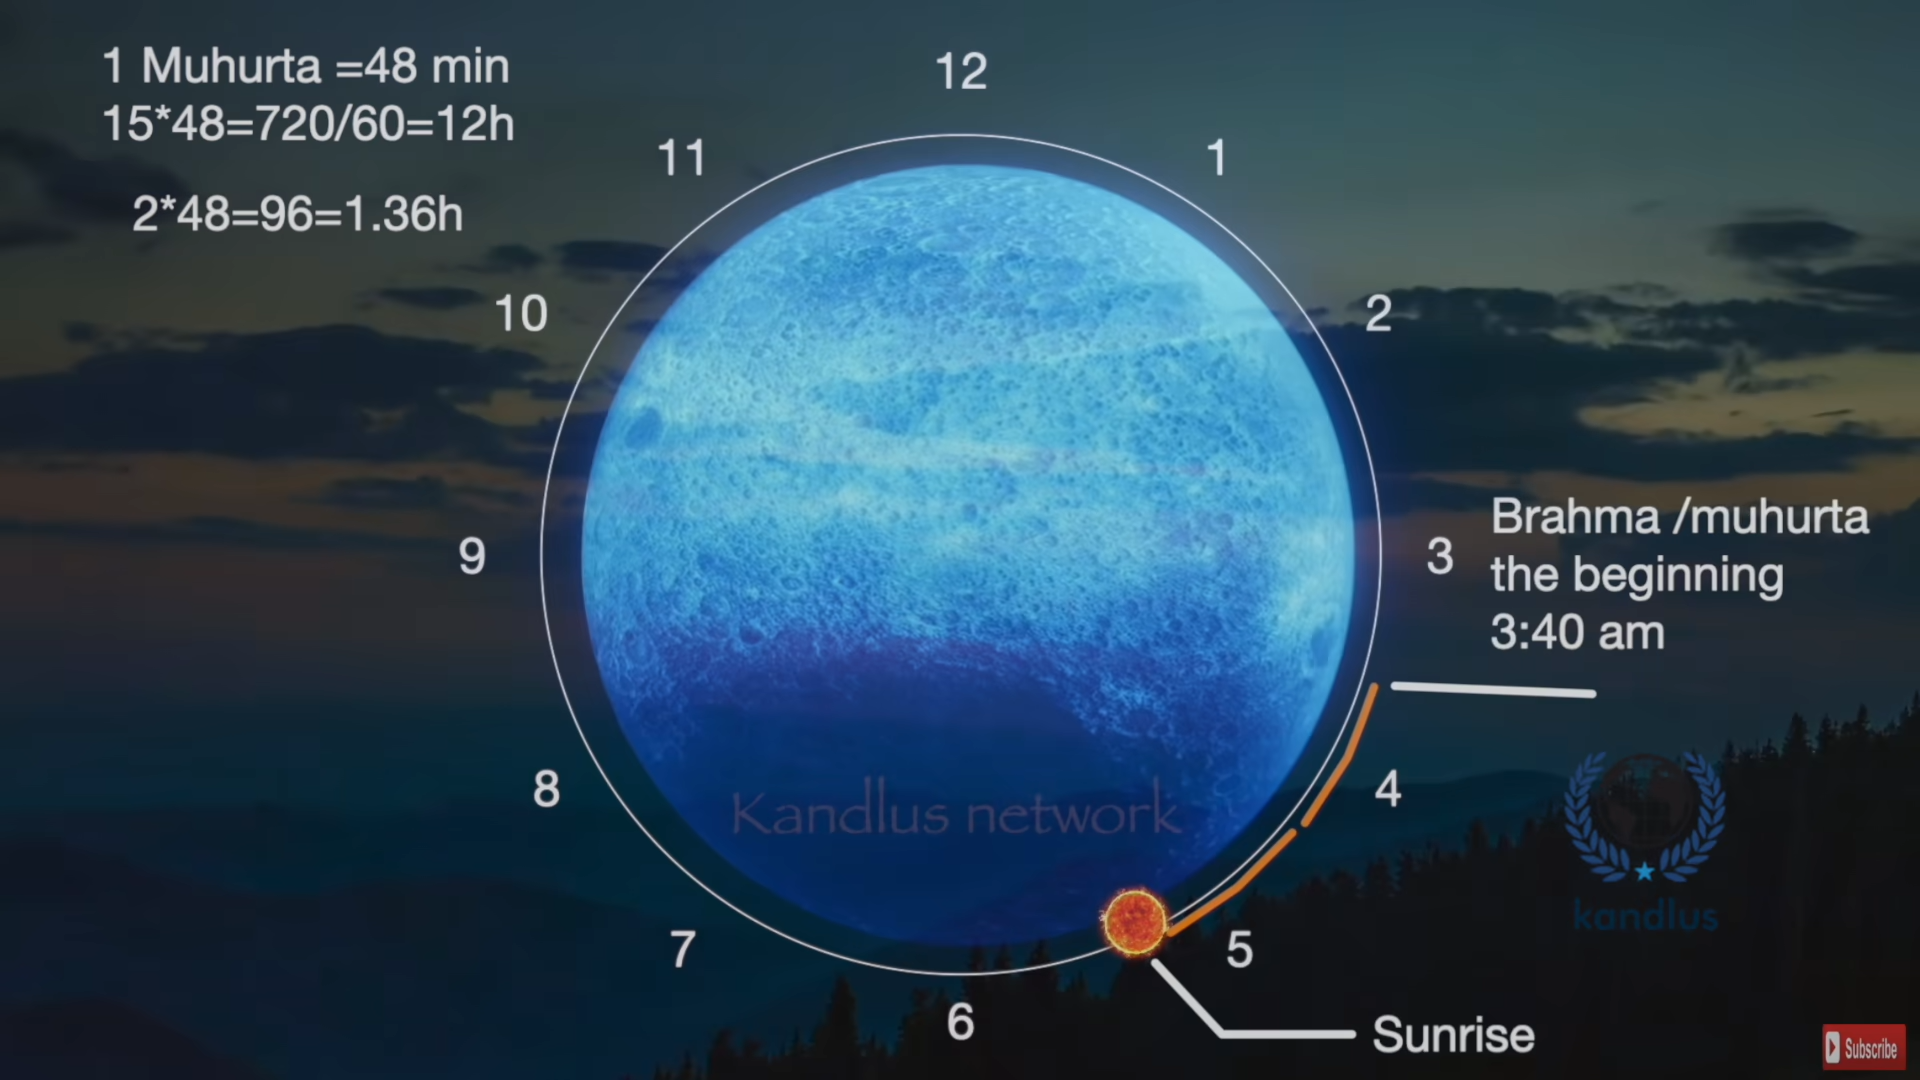 1 Muhurta =48 min
15*48=720/60=12h
2*48=96=1.36h
12
1
2
3
4
5
6
7
8
9
10
11
Brahma /muhurta
the beginning
3:40 am
Kandlus network
kandlus
Sunrise
Subscribe